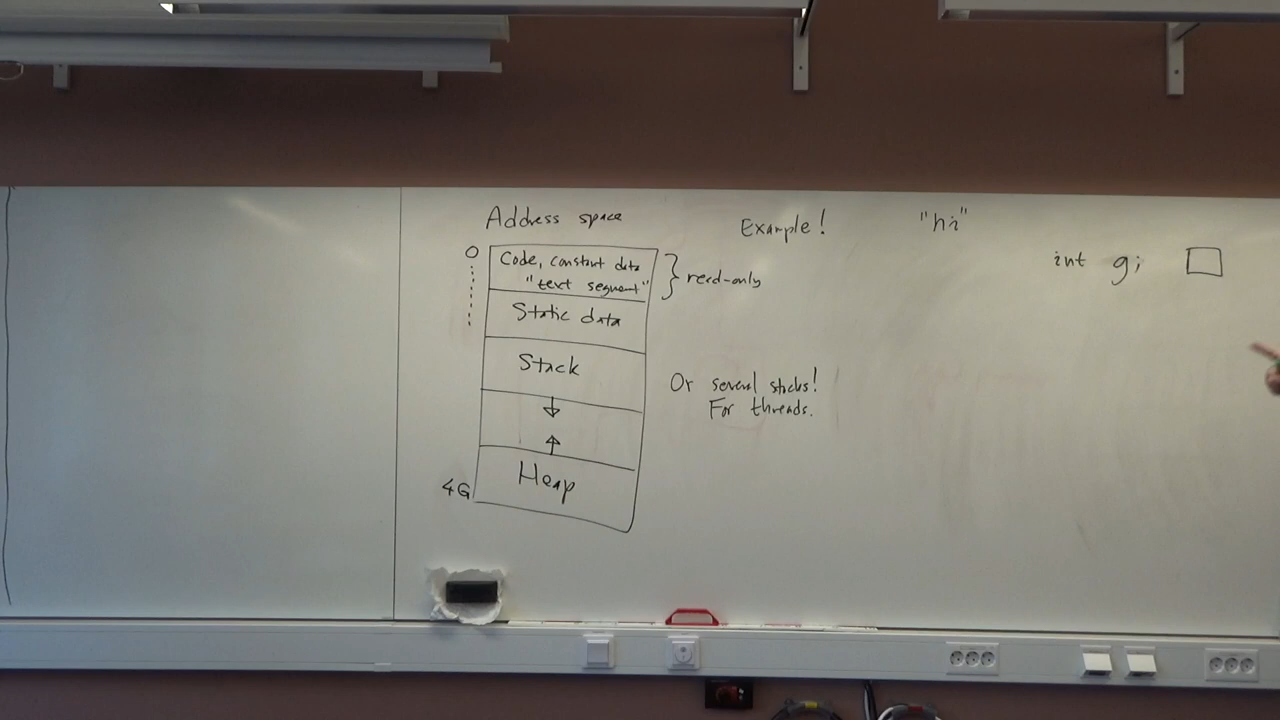 Address space
Example!
"hi"
int g;
0
Code, constant data
"text segment"
read-only
Static data
Stack
Or several stacks!
For threads.
Heap
4G